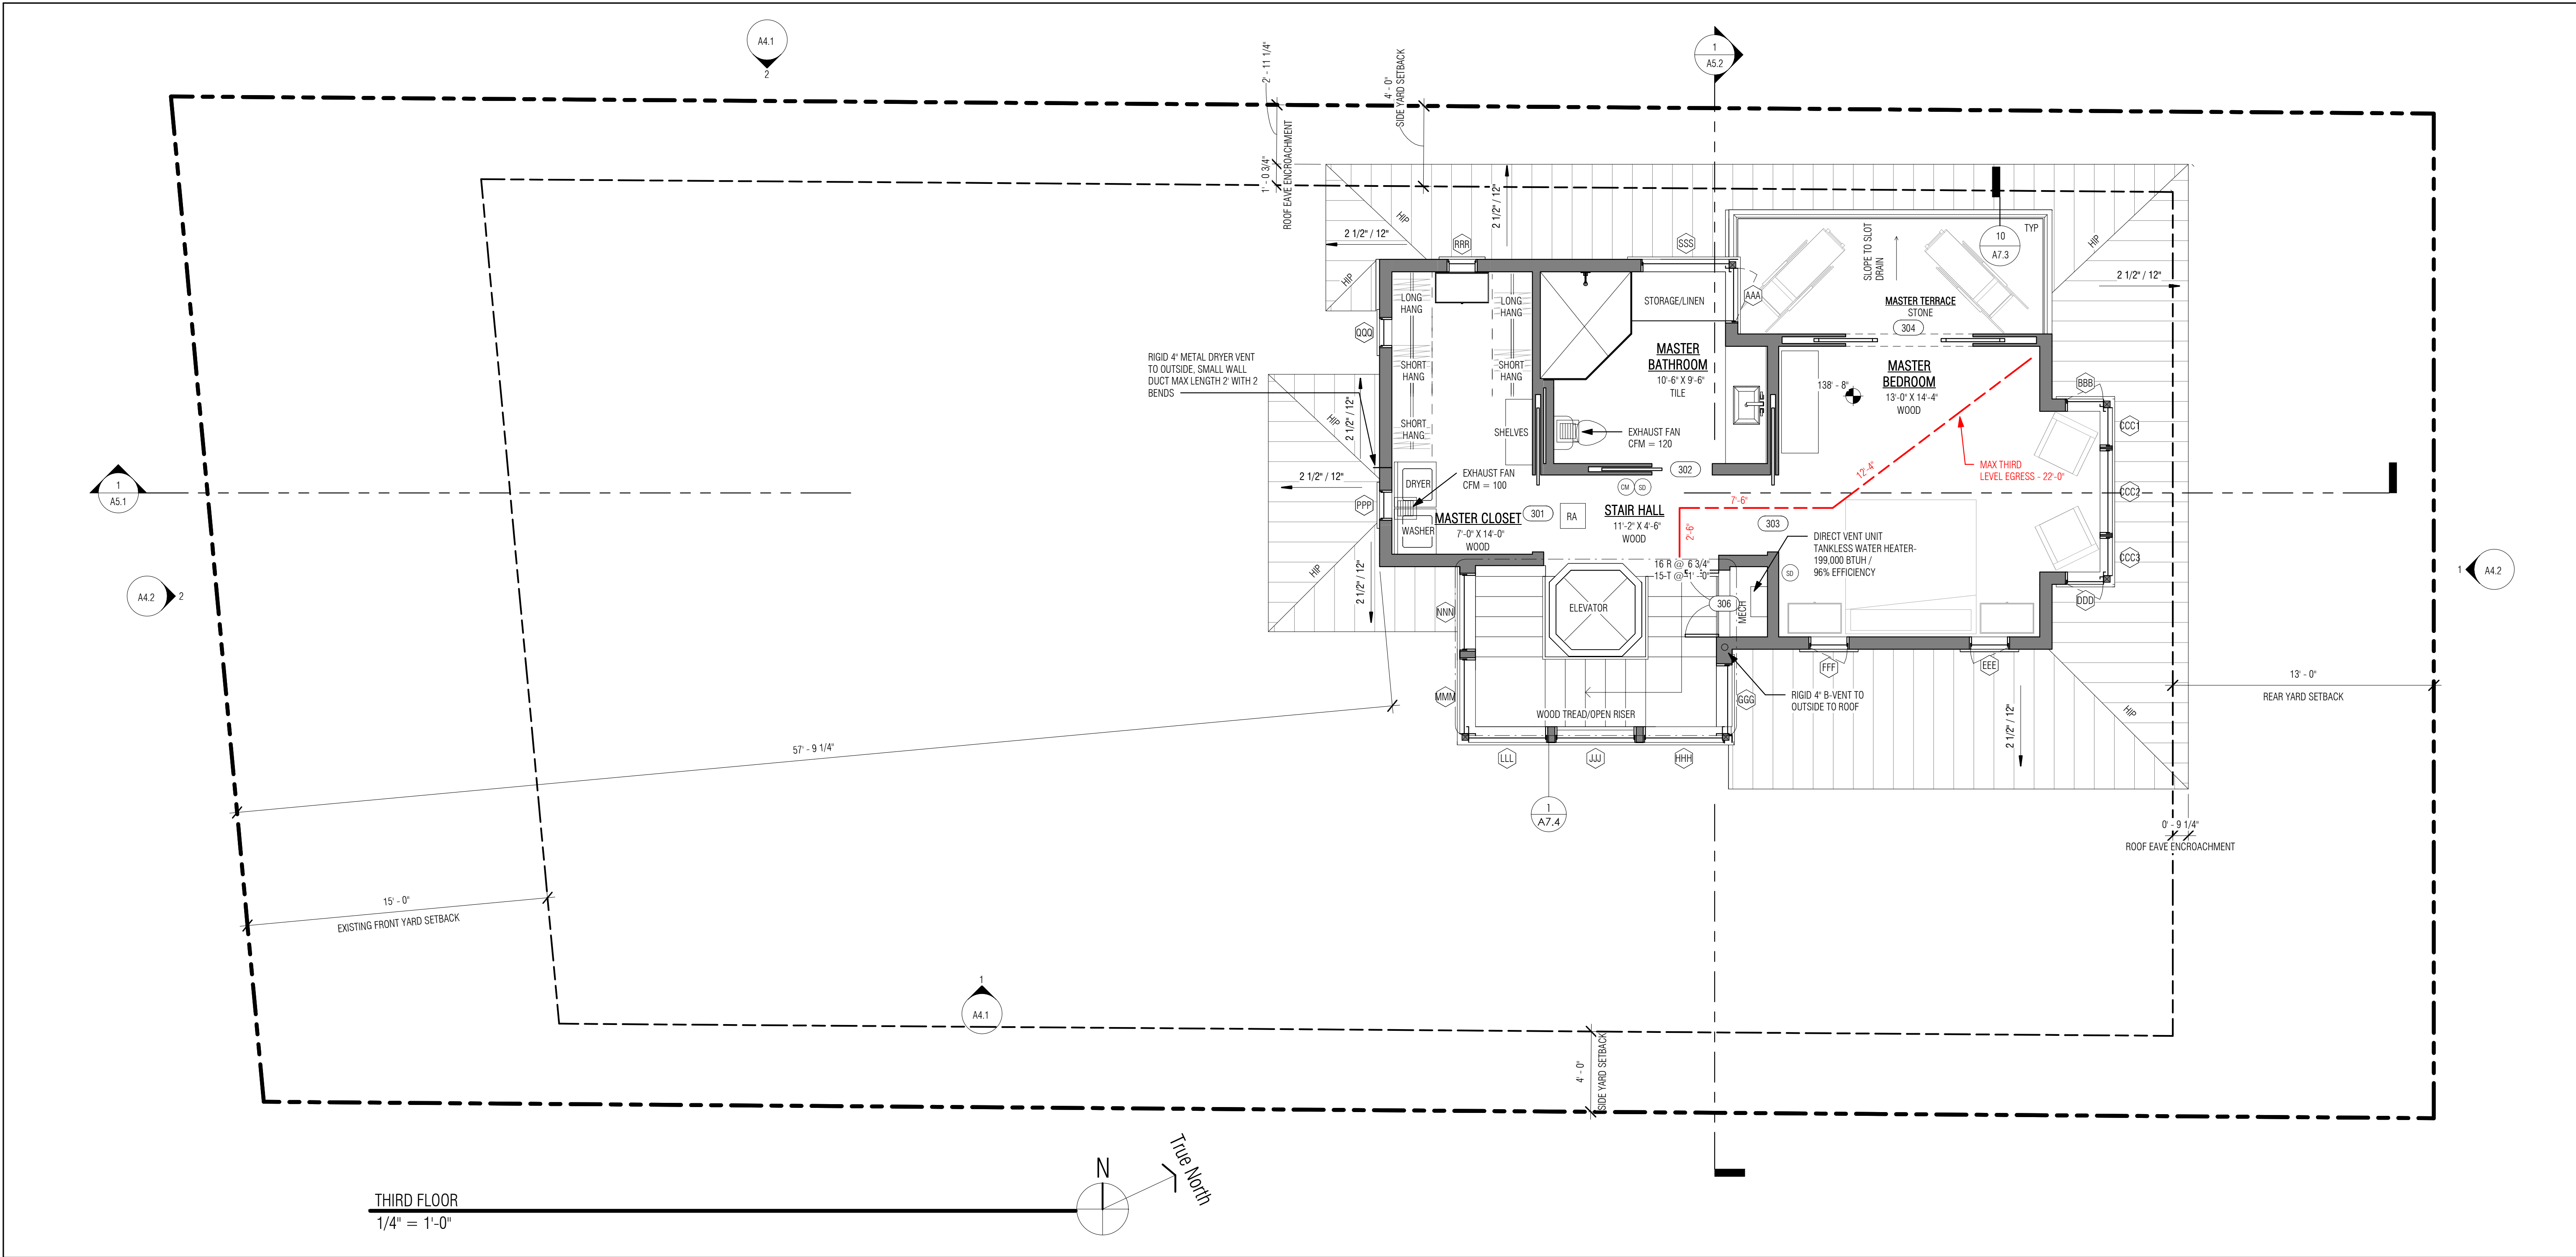 A4.1
2
2' - 11 1/4"
1' - 0 3/4"
ROOF EAVE ENCROACHMENT
4' - 0"
SIDE YARD SETBACK
1
A5.2
HIP
2 1/2" / 12"
2 1/2" / 12"
HIP
RRR
SSS
AAA
SLOPE TO SLOT
DRAIN
TYP
10
A7.3
HIP
2 1/2" / 12"
MASTER TERRACE
STONE
304
LONG
HANG
LONG
HANG
STORAGE/LINEN
QQQ
RIGID 4" METAL DRYER VENT
TO OUTSIDE, SMALL WALL
DUCT MAX LENGTH 2' WITH 2
BENDS
SHORT
HANG
SHORT
HANG
MASTER
BATHROOM
10'-6" X 9'-6"
TILE
138' - 8"
MASTER
BEDROOM
13'-0" X 14'-4"
WOOD
BBB
CCC1
HIP
2 1/2" / 12"
SHORT
HANG
SHELVES
EXHAUST FAN
CFM = 120
302
12'-4"
MAX THIRD
LEVEL EGRESS - 22'-0"
1
A5.1
2 1/2" / 12"
PPP
DRYER
EXHAUST FAN
CFM = 100
CM
SD
CCC2
WASHER
MASTER CLOSET
7'-0" X 14'-0"
WOOD
301
RA
STAIR HALL
11'-2" X 4'-6"
WOOD
7'-6"
2'-6"
303
DIRECT VENT UNIT
TANKLESS WATER HEATER-
199,000 BTUH /
96% EFFICIENCY
CCC3
A4.2
2
HIP
2 1/2" / 12"
16 R @ 6 3/4"
15-T @ 1' -0"
SD
1
A4.2
NNN
ELEVATOR
306
MECH
DDD
FFF
EEE
MMM
WOOD TREAD/OPEN RISER
GGG
RIGID 4" B-VENT TO
OUTSIDE TO ROOF
2 1/2" / 12"
HIP
13' - 0"
REAR YARD SETBACK
57' - 9 1/4"
LLL
JJJ
HHH
1
A7.4
0' - 9 1/4"
ROOF EAVE ENCROACHMENT
15' - 0"
EXISTING FRONT YARD SETBACK
1
A4.1
4' - 0"
SIDE YARD SETBACK
N
True North
THIRD FLOOR
1/4" = 1'-0"